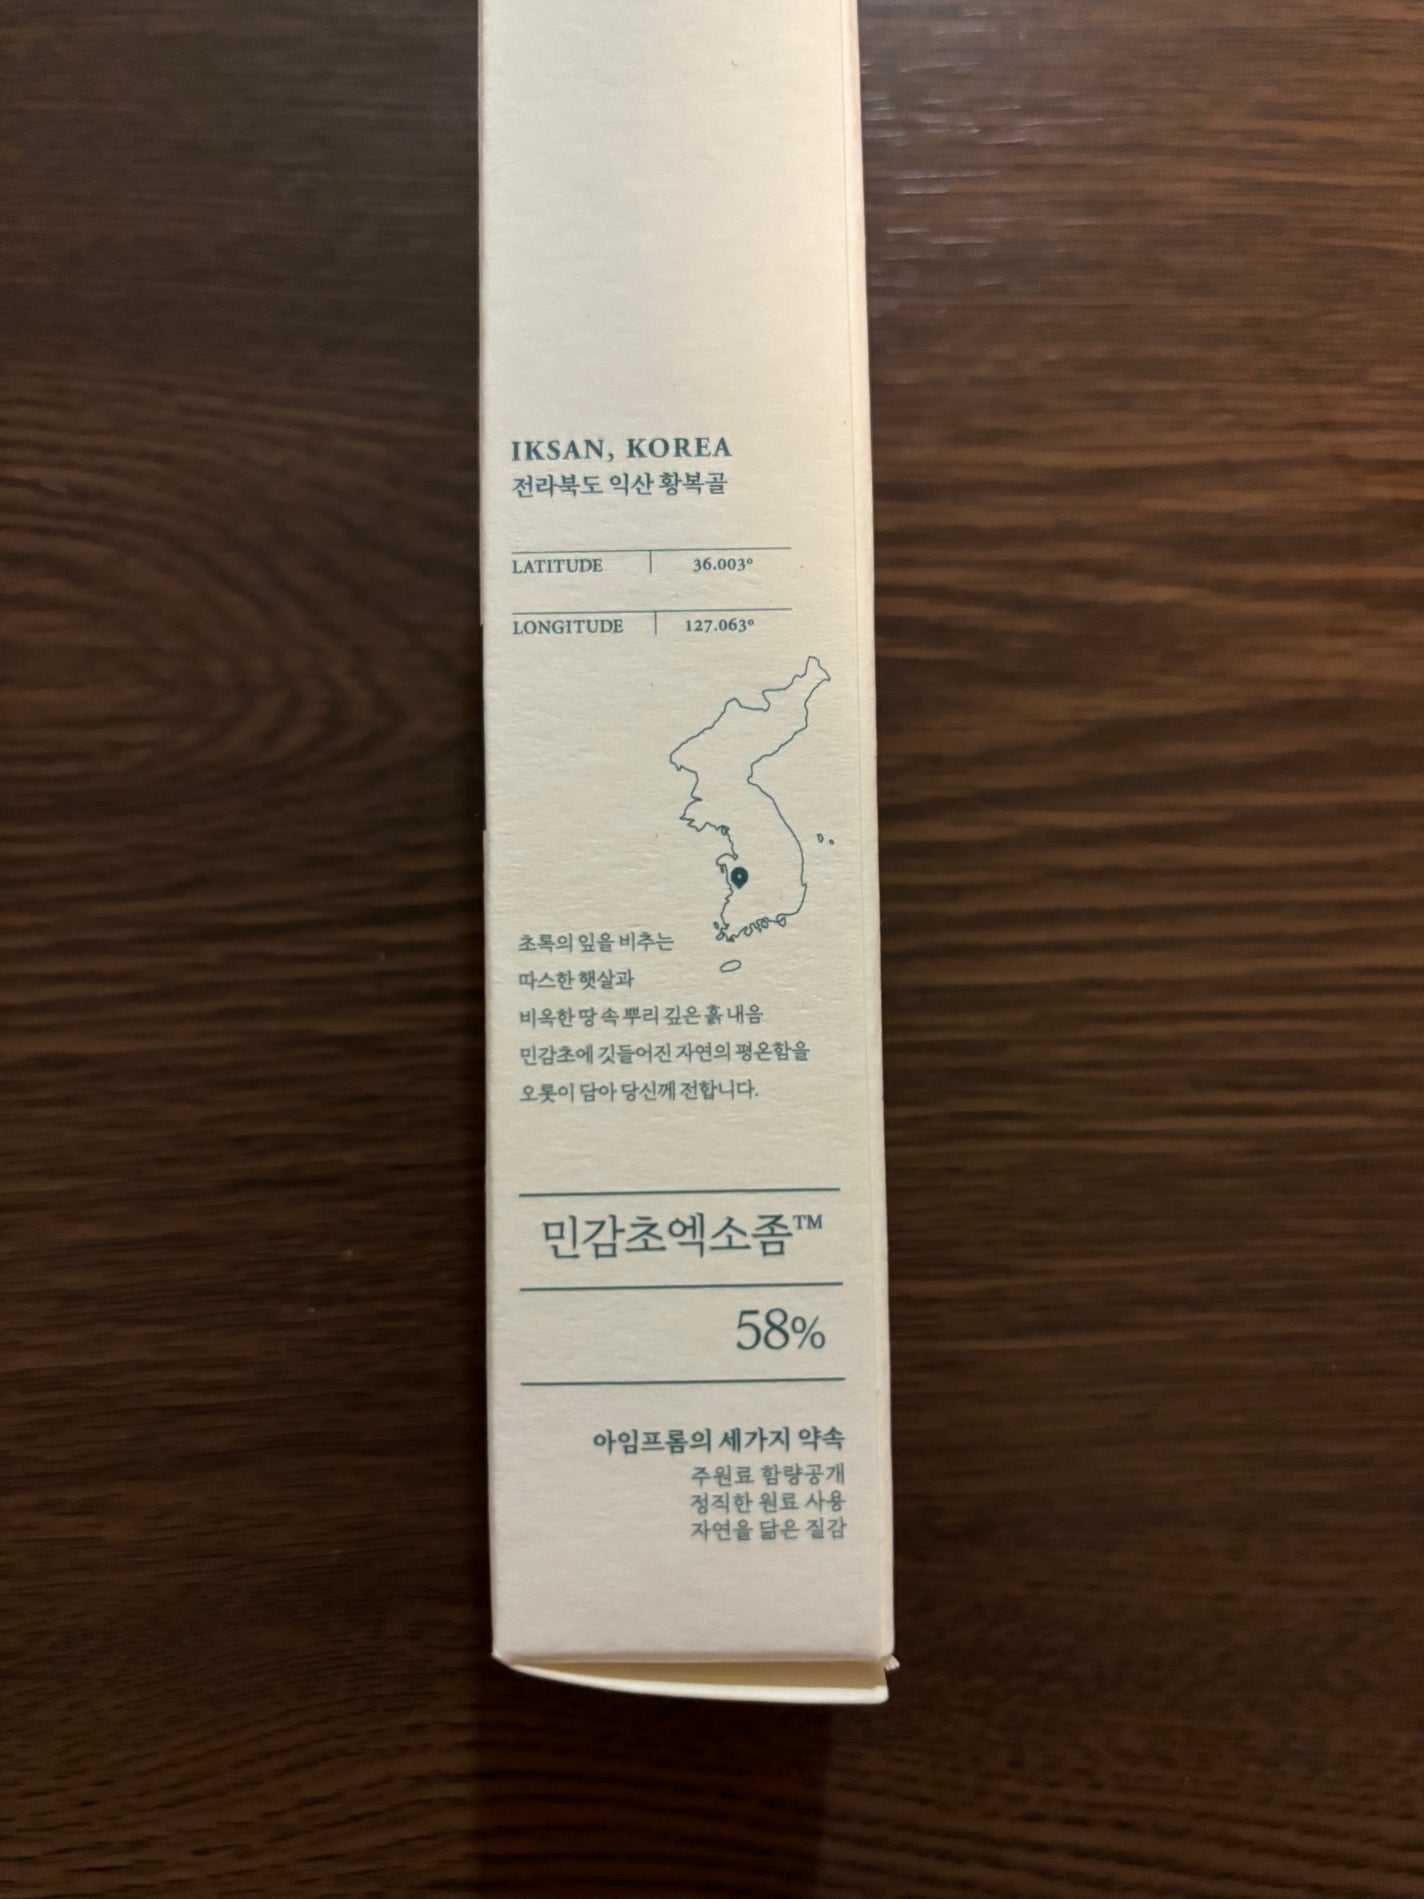 IKSAN, KOREA
전라북도 익산 황복골
LATITUDE 36.003°
LONGITUDE 127.063°
초록의 잎을 비추는
따스한 햇살과
비옥한 땅 속 뿌리 깊은 흙 내음
민감초에 깃들어진 자연의 평온함을
오롯이 담아 당신께 전합니다.
민감초엑소좀™
58%
아임프롬의 세가지 약속
주원료 함량공개
정직한 원료 사용
자연을 닮은 질감